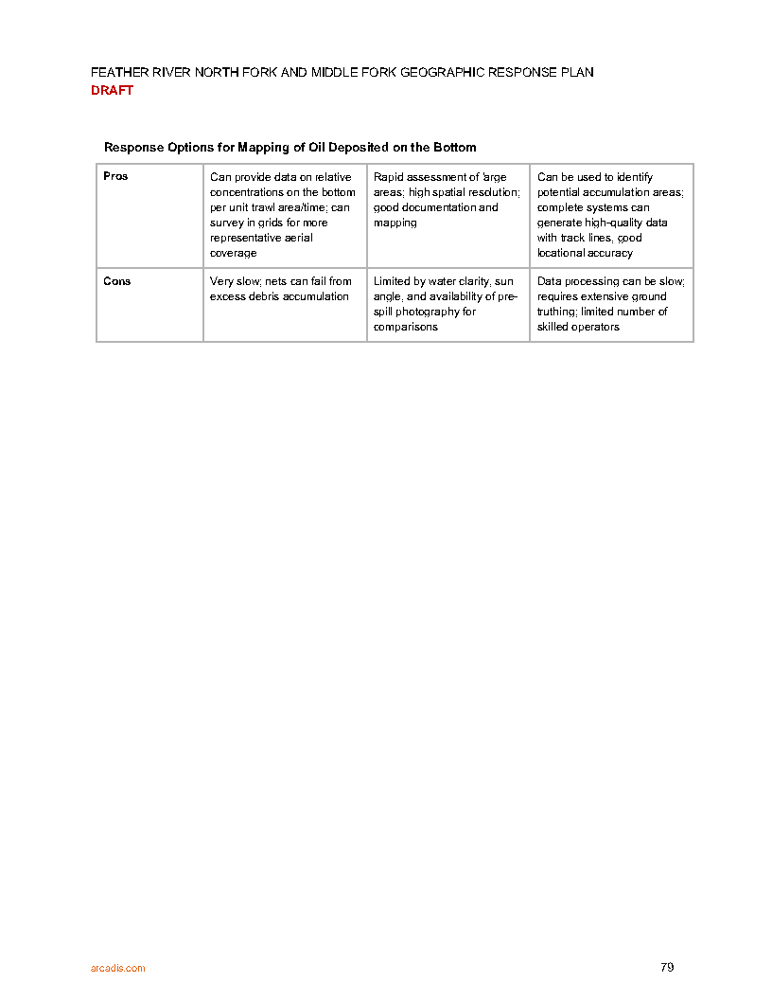 FEATHER RIVER NORTH FORK AND MIDDLE FORK GEOGRAPHIC RESPONSE PLAN
DRAFT
Response Options for Mapping of Oil Deposited on the Bottom
Pros
Can provide data on relative
concentrations on the bottom
per unit trawl area/time; can
survey in grids for more
representative aerial
coverage
Rapid assessment of large
areas; high spatial resolution;
good documentation and
mapping
Can be used to identify
potential accumulation areas;
complete systems can
generate high-quality data
with track lines, good
locational accuracy
Cons
Very slow; nets can fail from
excess debris accumulation
Limited by water clarity, sun
angle, and availability of pre-
spill photography for
comparisons
Data processing can be slow;
requires extensive ground
truthing; limited number of
skilled operators
arcadis.com
79